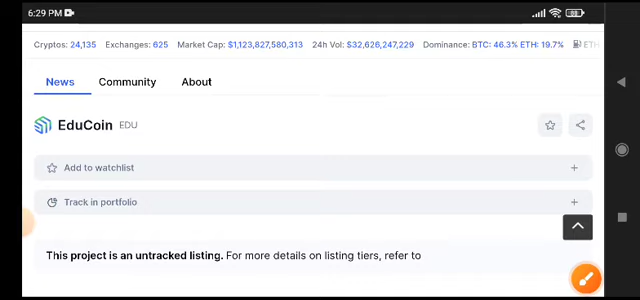 6:29 PM
Cryptos: 24,135 Exchanges: 625 Market Cap: $1,123,827,580,313 24h Vol: $32,626,247,229 Dominance: BTC: 46.3% ETH: 19.7% ETH
News Community About
EduCoin EDU
Add to watchlist
Track in portfolio
This project is an untracked listing. For more details on listing tiers, refer to